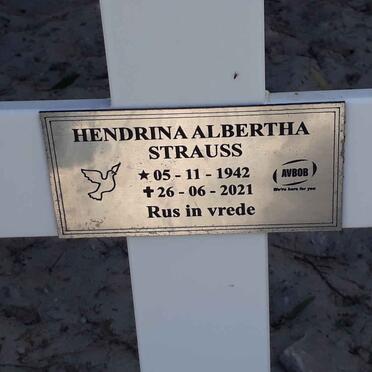 HENDRINA ALBERTHA
STRAUSS
★ 05 - 11 - 1942
✝ 26 - 06 - 2021
Rus in vrede
AVBOB
We're here for you